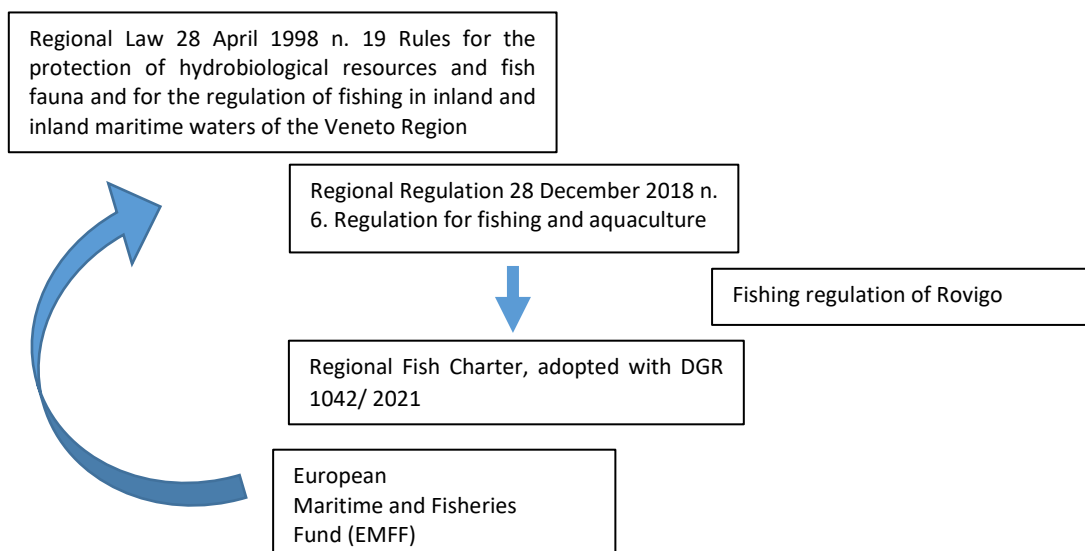 Regional Law 28 April 1998 n. 19 Rules for the
protection of hydrobiological resources and fish
fauna and for the regulation of fishing in inland and
inland maritime waters of the Veneto Region
Regional Regulation 28 December 2018 n.
6. Regulation for fishing and aquaculture
Fishing regulation of Rovigo
Regional Fish Charter, adopted with DGR
1042/ 2021
European
Maritime and Fisheries
Fund (EMFF)